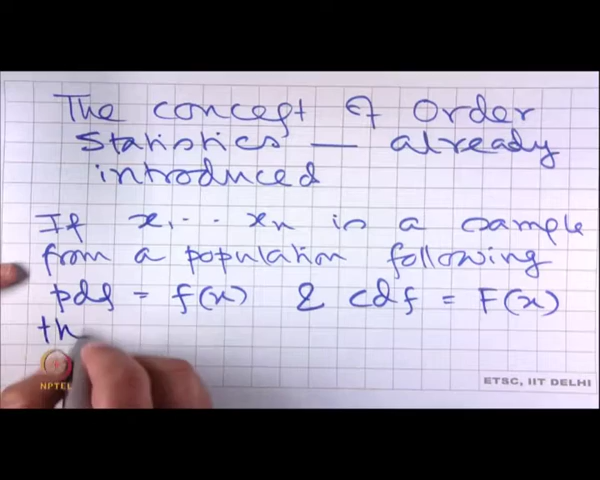 The concept of Order
Statistics — already
introduced
If x₁ .. xₙ is a sample
from a population following
pdf = f(x) & cdf = F(x)
th
NPTEL
ETSC, IIT DELHI